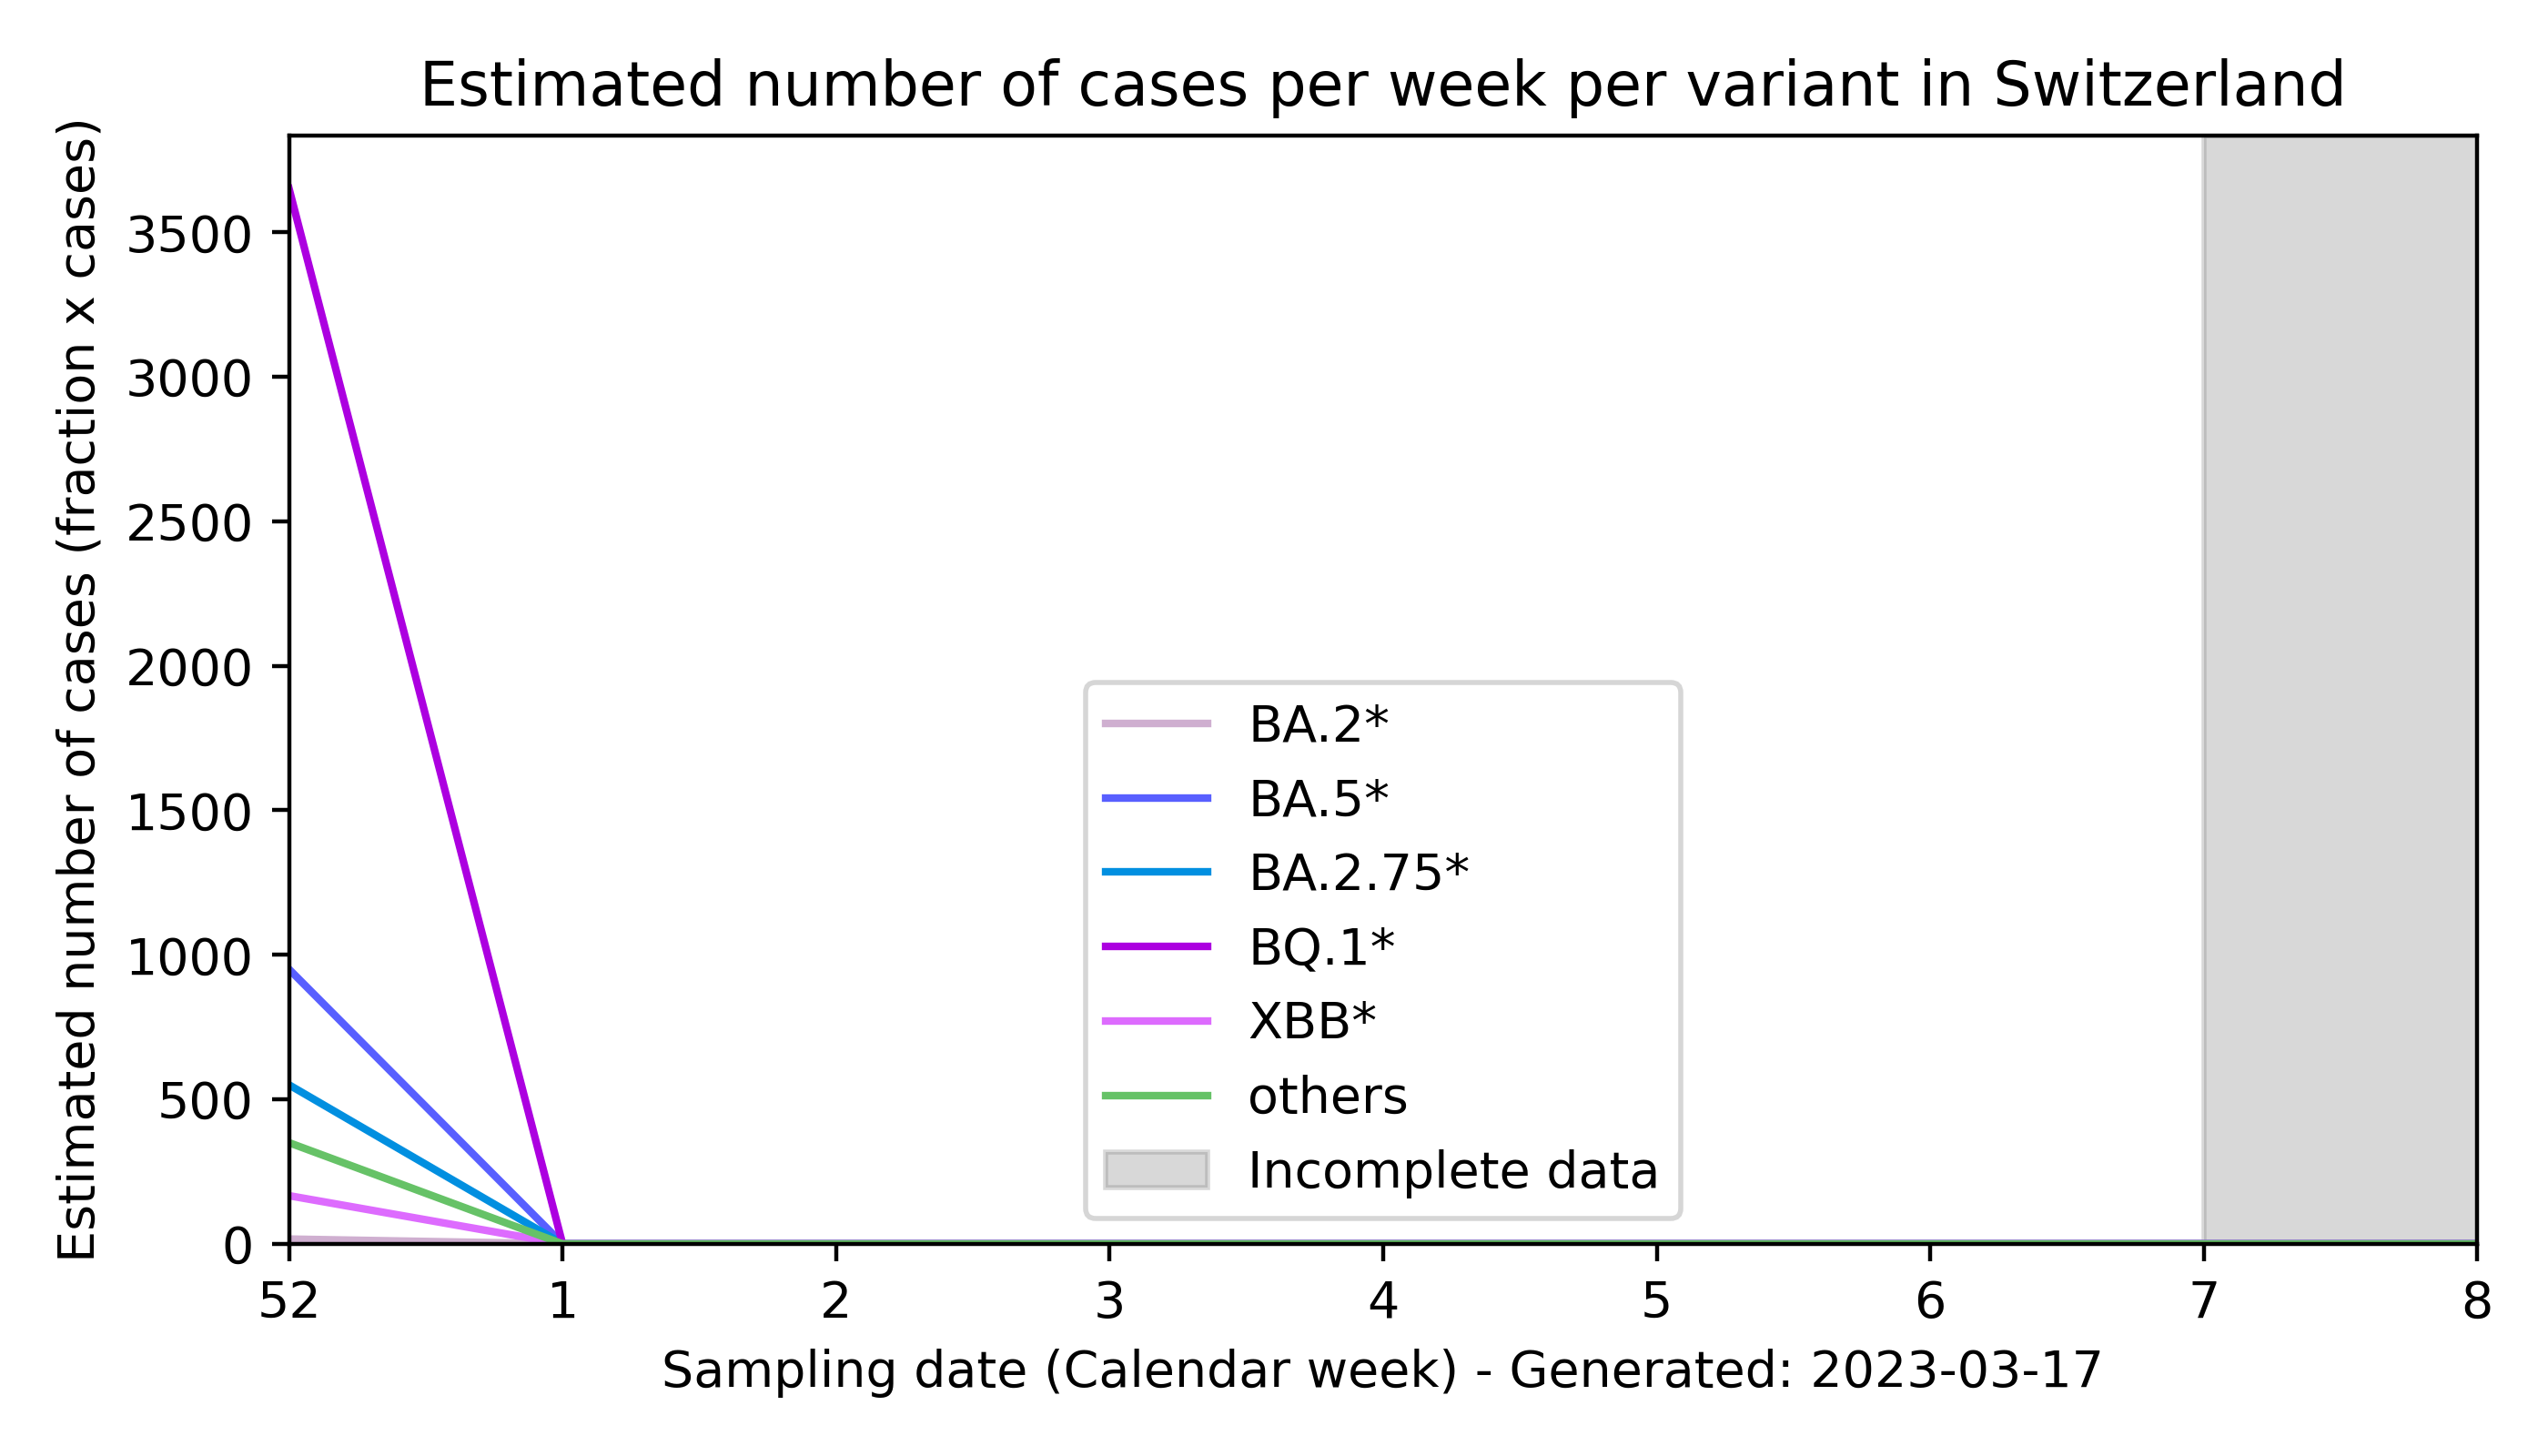 Estimated number of cases per week per variant in Switzerland
Estimated number of cases (fraction x cases)
3500
3000
2500
2000
1500
1000
500
0
BA.2*
BA.5*
BA.2.75*
BQ.1*
XBB*
others
Incomplete data
52 1 2 3 4 5 6 7 8
Sampling date (Calendar week) - Generated: 2023-03-17